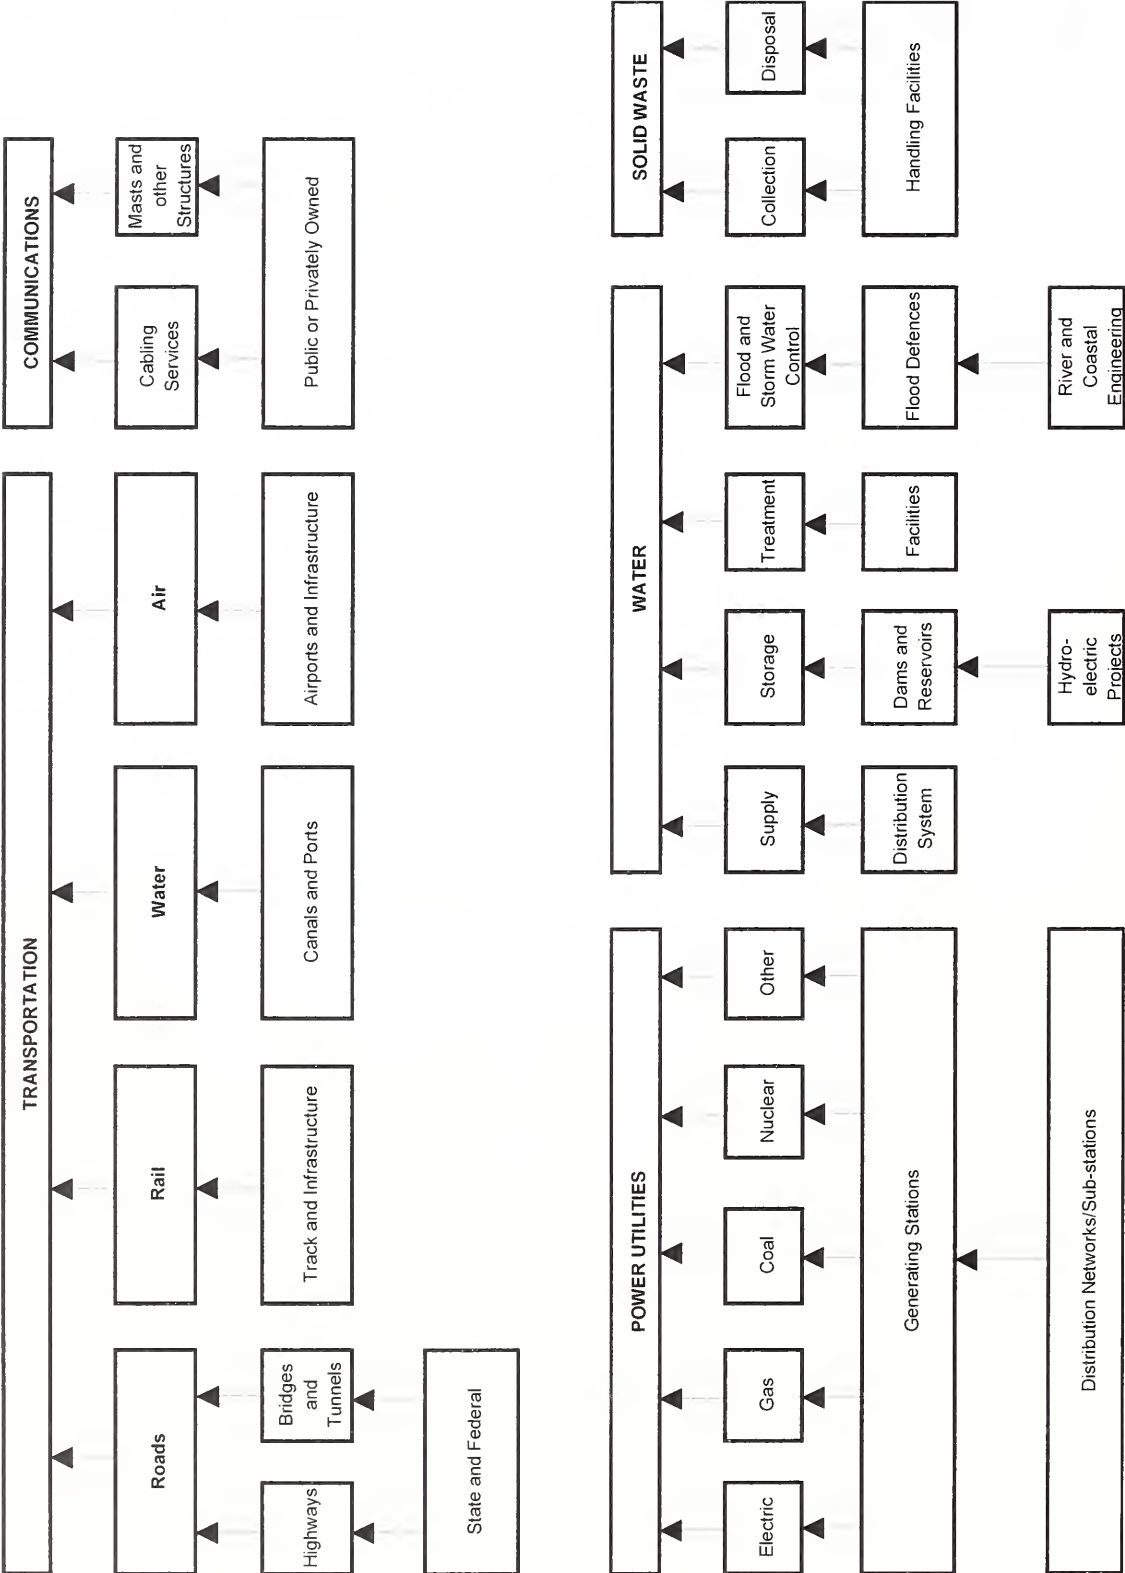 TRANSPORTATION
COMMUNICATIONS
Roads
Rail
Water
Air
Cabling
Services
Masts and
other
Structures
Highways
Bridges
and
Tunnels
Track and Infrastructure
Canals and Ports
Airports and Infrastructure
Public or Privately Owned
State and Federal
POWER UTILITIES
WATER
SOLID WASTE
Electric
Gas
Coal
Nuclear
Other
Supply
Storage
Treatment
Flood and
Storm Water
Control
Collection
Disposal
Generating Stations
Distribution
System
Dams and
Reservoirs
Facilities
Flood Defences
Handling Facilities
Distribution Networks/Sub-stations
Hydro-
electric
Projects
River and
Coastal
Engineering